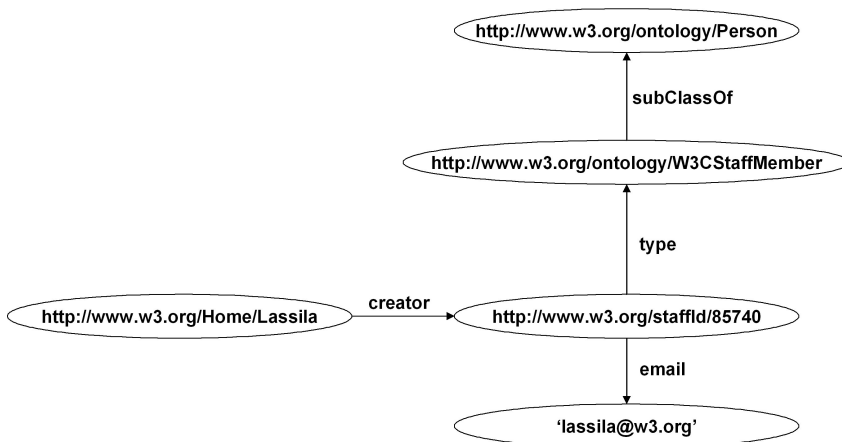 http://www.w3.org/ontology/Person
subClassOf
http://www.w3.org/ontology/W3CStaffMember
type
http://www.w3.org/Home/Lassila
creator
http://www.w3.org/staffId/85740
email
‘lassila@w3.org’